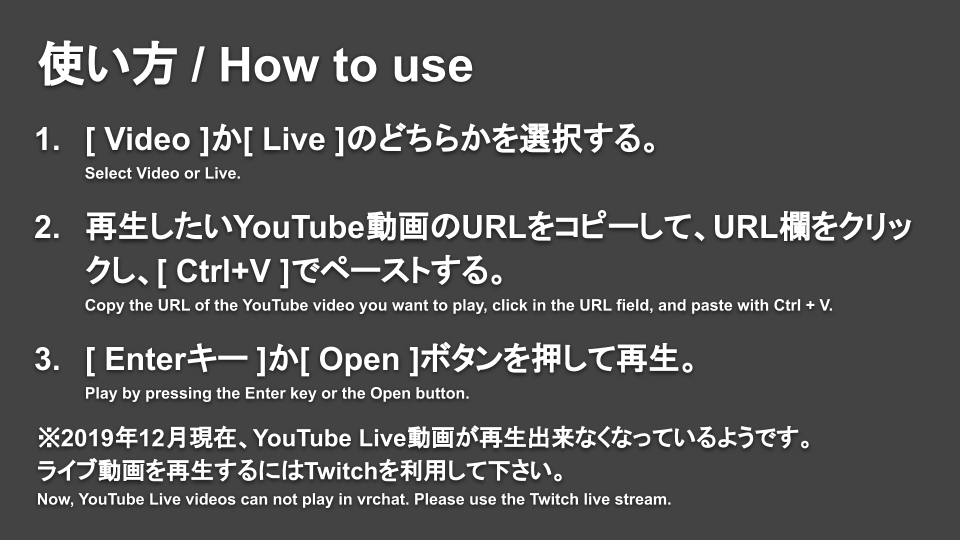 使い方 / How to use
1. [ Video ]か[ Live ]のどちらかを選択する。
Select Video or Live.
2. 再生したいYouTube動画のURLをコピーして、URL欄をクリッ
クし、[ Ctrl+V ]でペーストする。
Copy the URL of the YouTube video you want to play, click in the URL field, and paste with Ctrl + V.
3. [ Enterキー ]か[ Open ]ボタンを押して再生。
Play by pressing the Enter key or the Open button.
※2019年12月現在、YouTube Live動画が再生出来なくなっているようです。
ライブ動画を再生するにはTwitchを利用して下さい。
Now, YouTube Live videos can not play in vrchat. Please use the Twitch live stream.